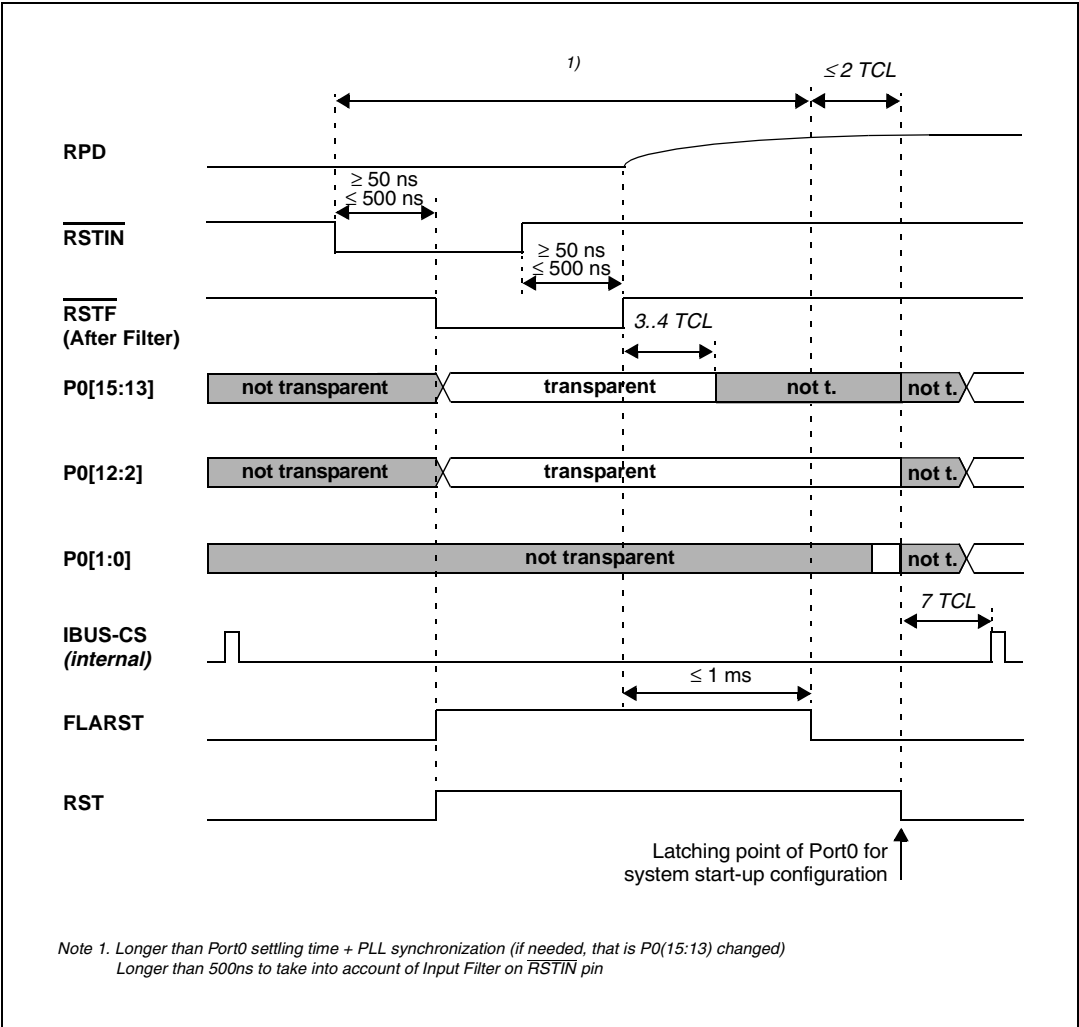 1)
≤ 2 TCL
RPD
≥ 50 ns
≤ 500 ns
RSTIN
≥ 50 ns
≤ 500 ns
RSTF
(After Filter)
3..4 TCL
P0[15:13]
not transparent
transparent
not t.
not t.
P0[12:2]
not transparent
transparent
not t.
P0[1:0]
not transparent
not t.
7 TCL
IBUS-CS
(internal)
≤ 1 ms
FLARST
RST
Latching point of Port0 for
system start-up configuration
Note 1. Longer than Port0 settling time + PLL synchronization (if needed, that is P0(15:13) changed)
Longer than 500ns to take into account of Input Filter on RSTIN pin